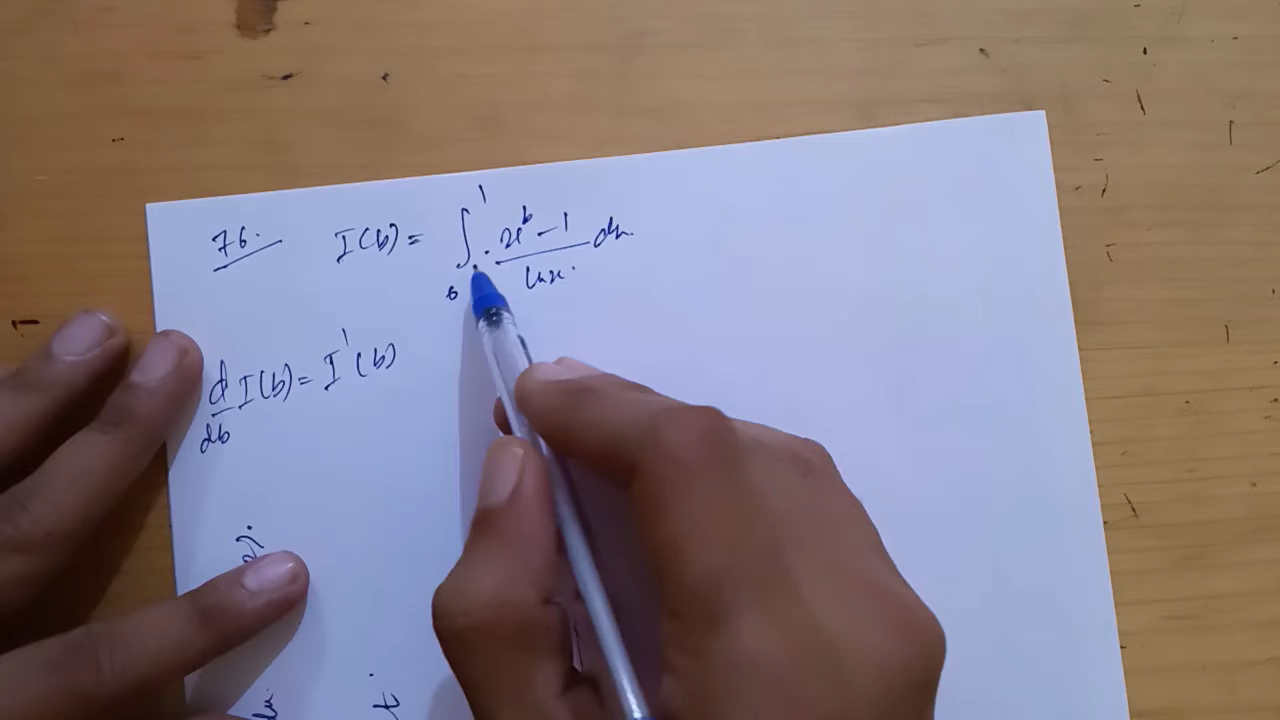 76. I(b) = ∫₀¹ (x^b − 1)/(ln x) dx.
d/db I(b) = I'(b)